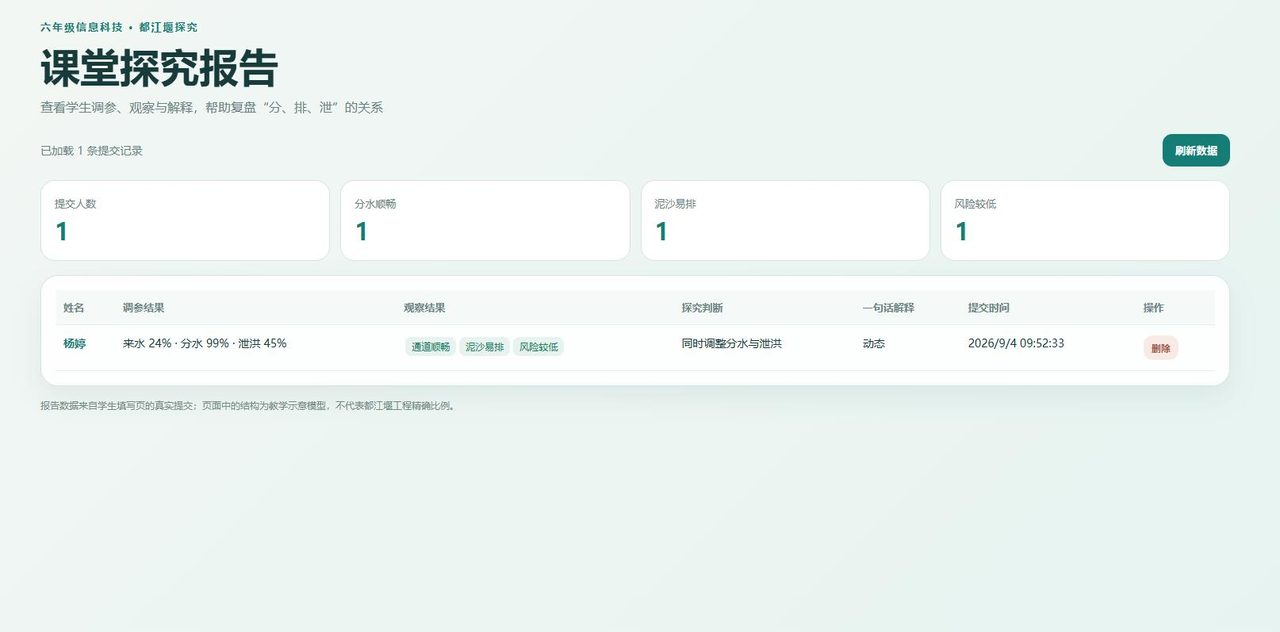 六年级信息科技 • 都江堰探究
课堂探究报告
查看学生调参、观察与解释，帮助复盘“分、排、泄”的关系
已加载 1 条提交记录
刷新数据
提交人数
1
分水顺畅
1
泥沙易排
1
风险较低
1
姓名 调参结果 观察结果 探究判断 一句话解释 提交时间 操作
杨婷 来水 24% · 分水 99% · 泄洪 45% 通道顺畅 泥沙易排 风险较低 同时调整分水与泄洪 动态 2026/9/4 09:52:33 删除
报告数据来自学生填写页的真实提交；页面中的结构为教学示意模型，不代表都江堰工程精确比例。